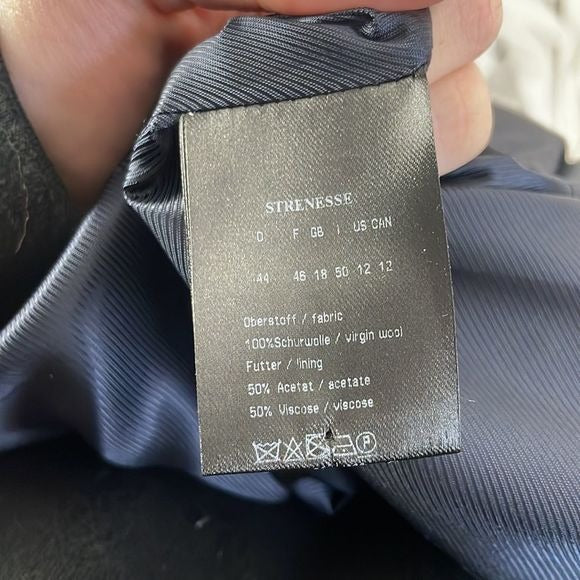 STRENESSE
D F GB I US CAN
44 46 18 50 12 12
Oberstoff / fabric
100%Schurwolle / virgin wool
Futter / lining
50% Acetat / acetate
50% Viscose / viscose